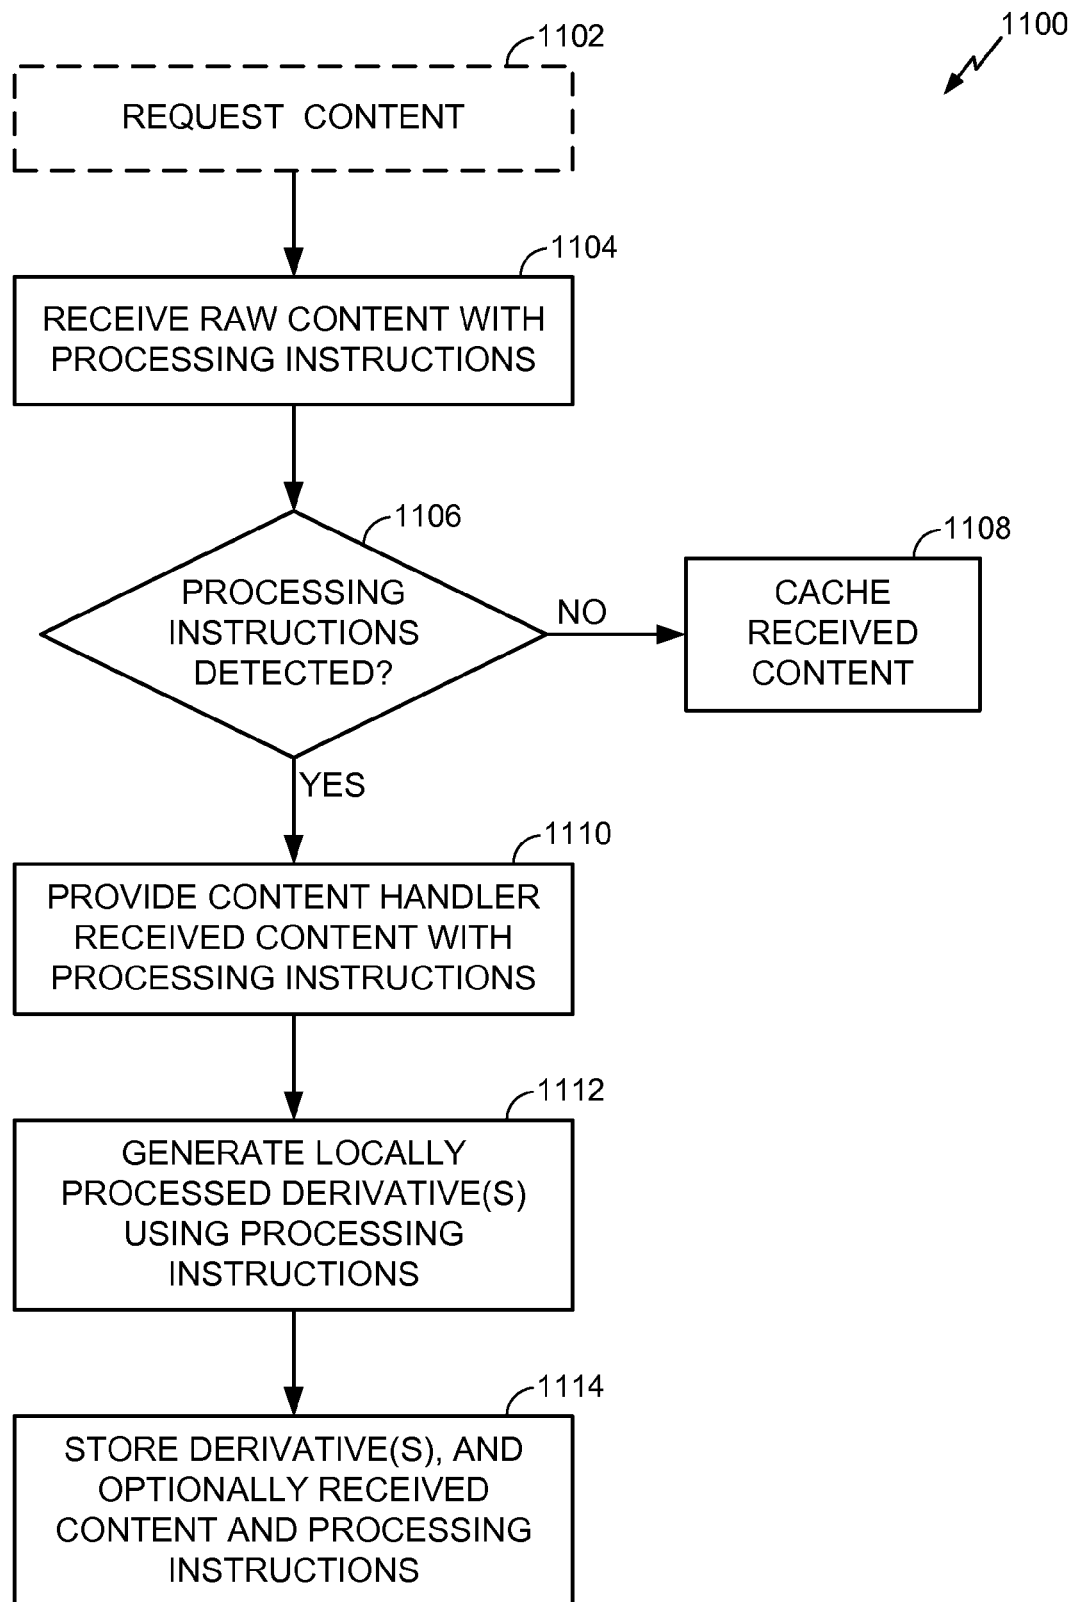 1100
1102
REQUEST CONTENT
1104
RECEIVE RAW CONTENT WITH
PROCESSING INSTRUCTIONS
1106
PROCESSING
INSTRUCTIONS
DETECTED?
NO
1108
CACHE
RECEIVED
CONTENT
YES
1110
PROVIDE CONTENT HANDLER
RECEIVED CONTENT WITH
PROCESSING INSTRUCTIONS
1112
GENERATE LOCALLY
PROCESSED DERIVATIVE(S)
USING PROCESSING
INSTRUCTIONS
1114
STORE DERIVATIVE(S), AND
OPTIONALLY RECEIVED
CONTENT AND PROCESSING
INSTRUCTIONS